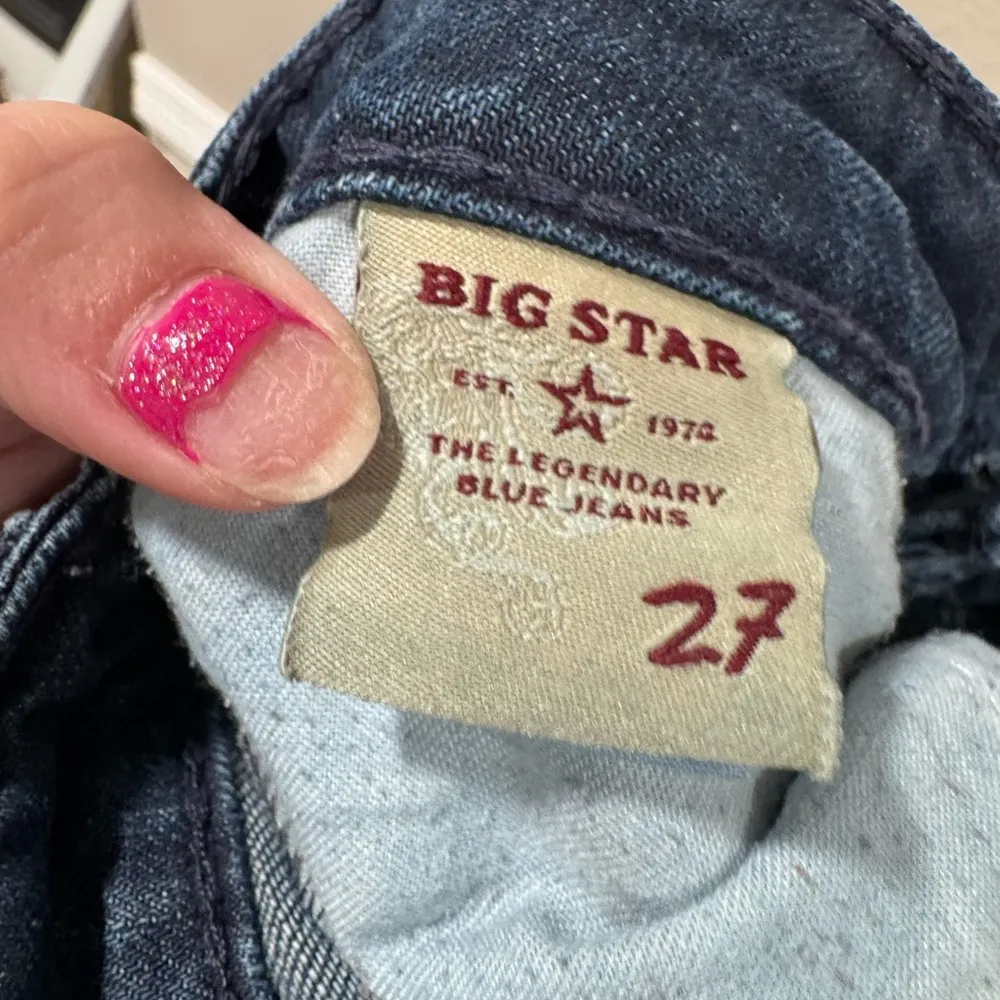 BIG STAR
EST. 1974
THE LEGENDARY
BLUE JEANS
27